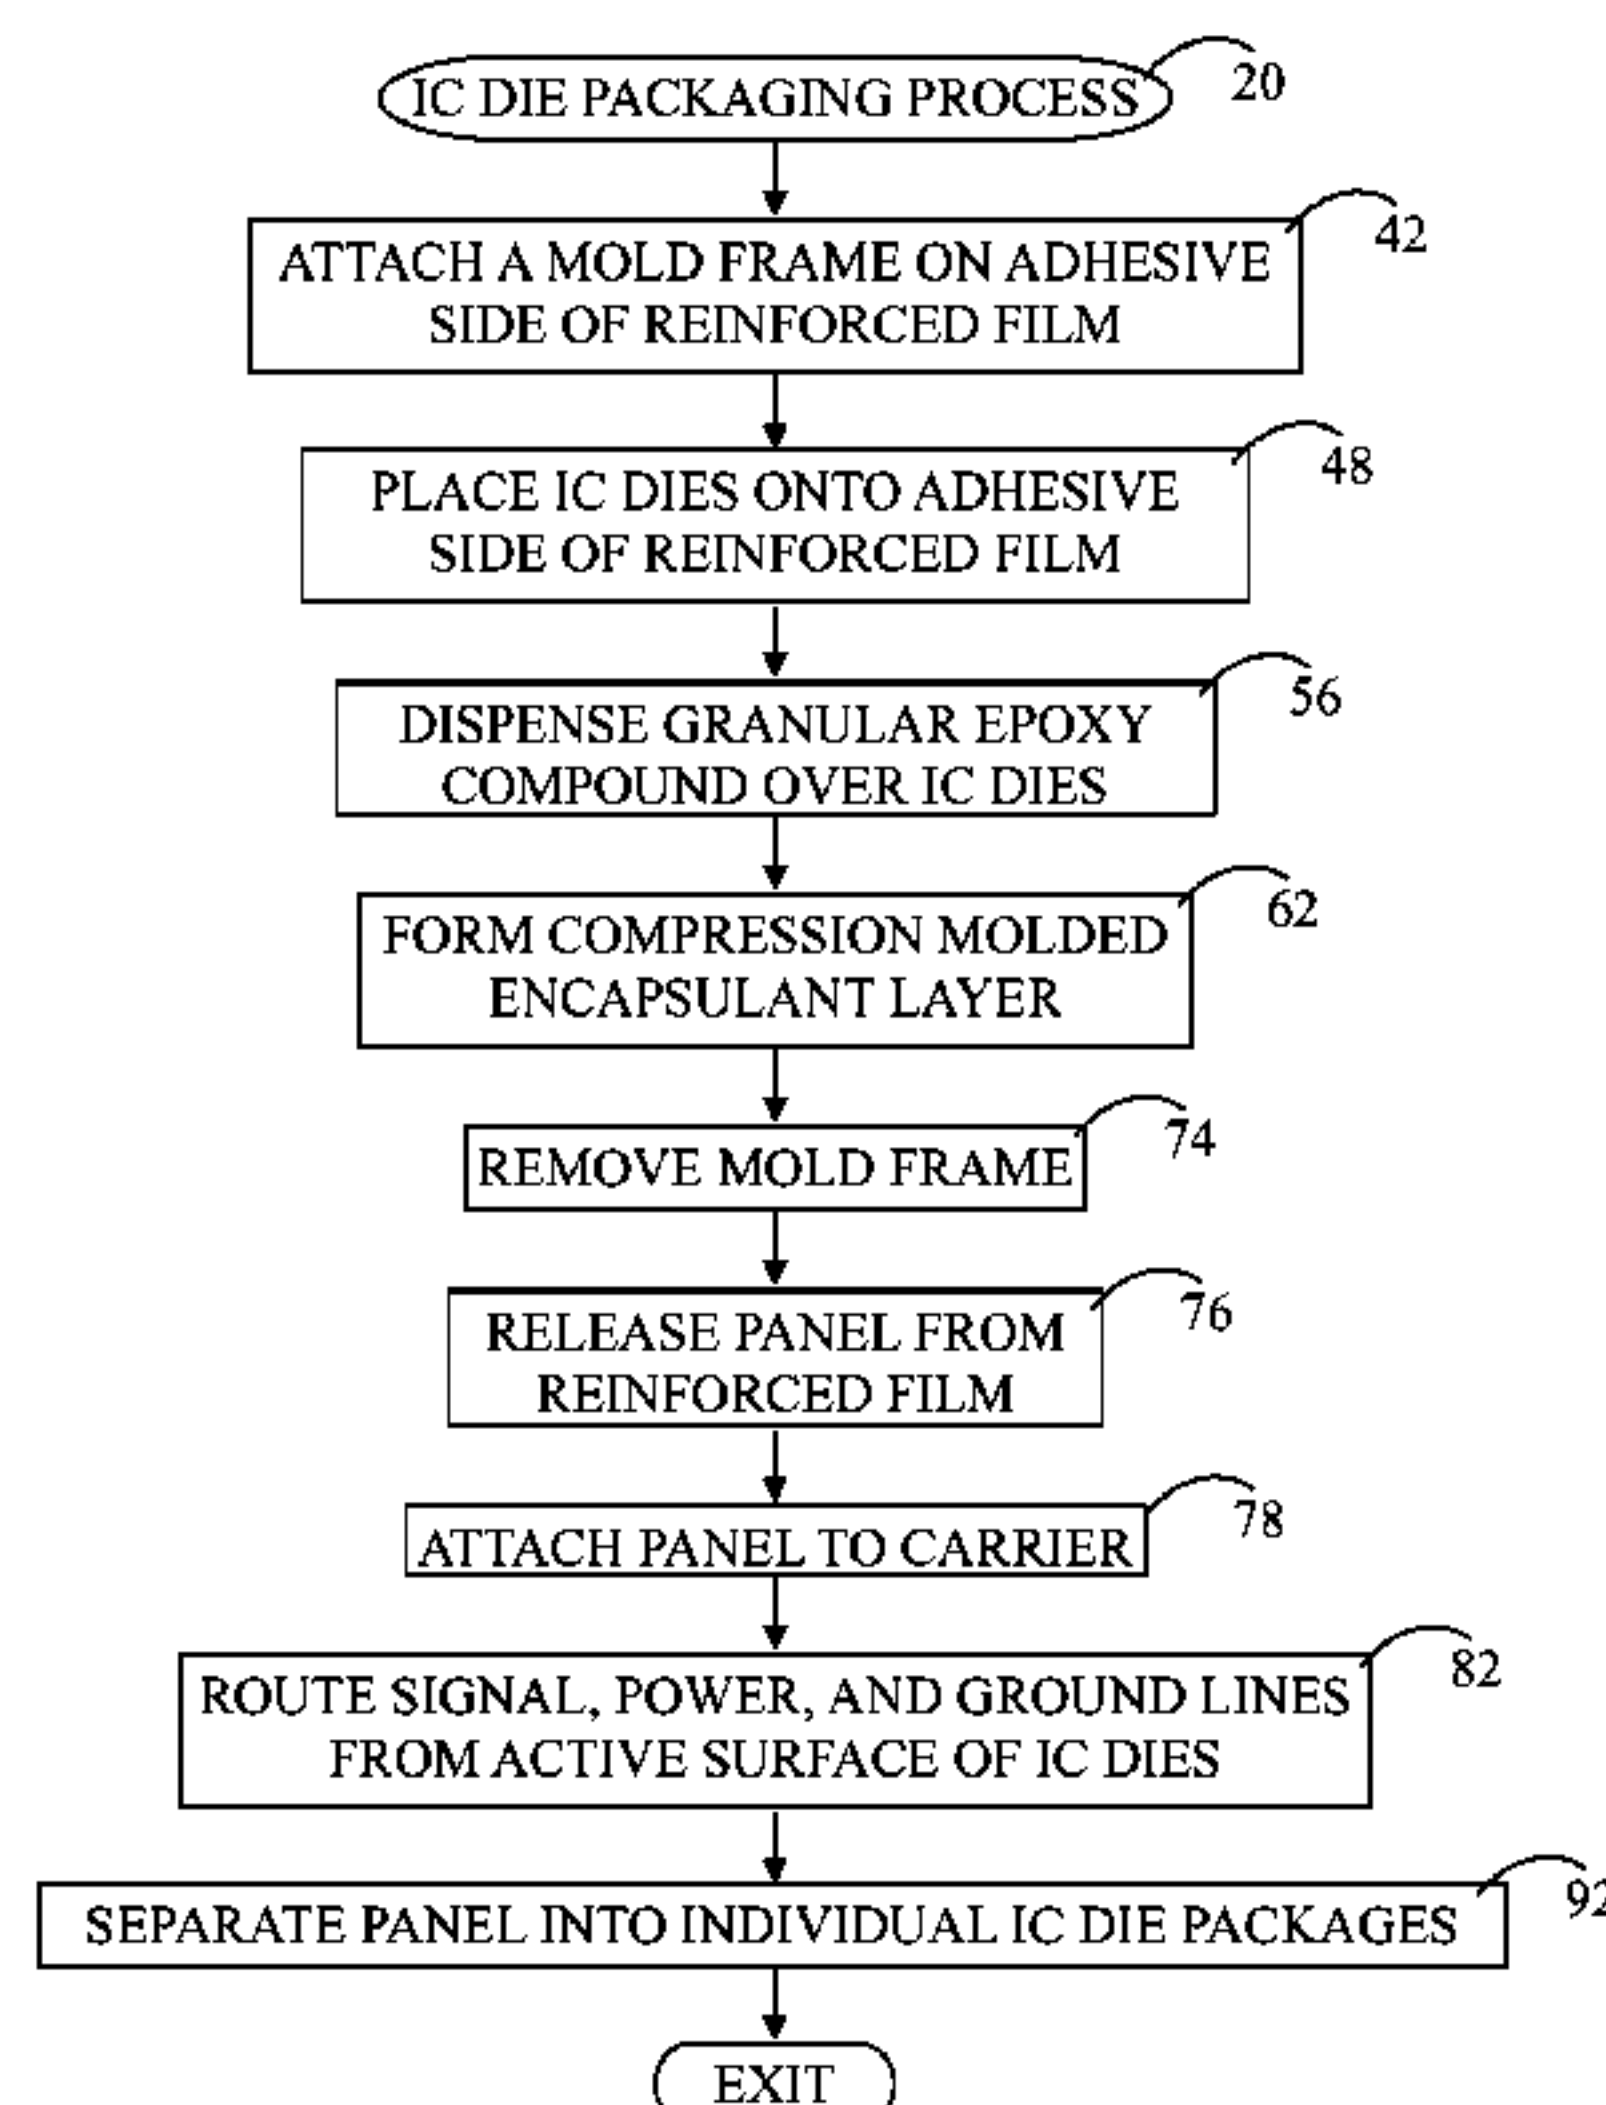 IC DIE PACKAGING PROCESS
20
ATTACH A MOLD FRAME ON ADHESIVE
SIDE OF REINFORCED FILM
42
PLACE IC DIES ONTO ADHESIVE
SIDE OF REINFORCED FILM
48
DISPENSE GRANULAR EPOXY
COMPOUND OVER IC DIES
56
FORM COMPRESSION MOLDED
ENCAPSULANT LAYER
62
REMOVE MOLD FRAME
74
RELEASE PANEL FROM
REINFORCED FILM
76
ATTACH PANEL TO CARRIER
78
ROUTE SIGNAL, POWER, AND GROUND LINES
FROM ACTIVE SURFACE OF IC DIES
82
SEPARATE PANEL INTO INDIVIDUAL IC DIE PACKAGES
92
EXIT